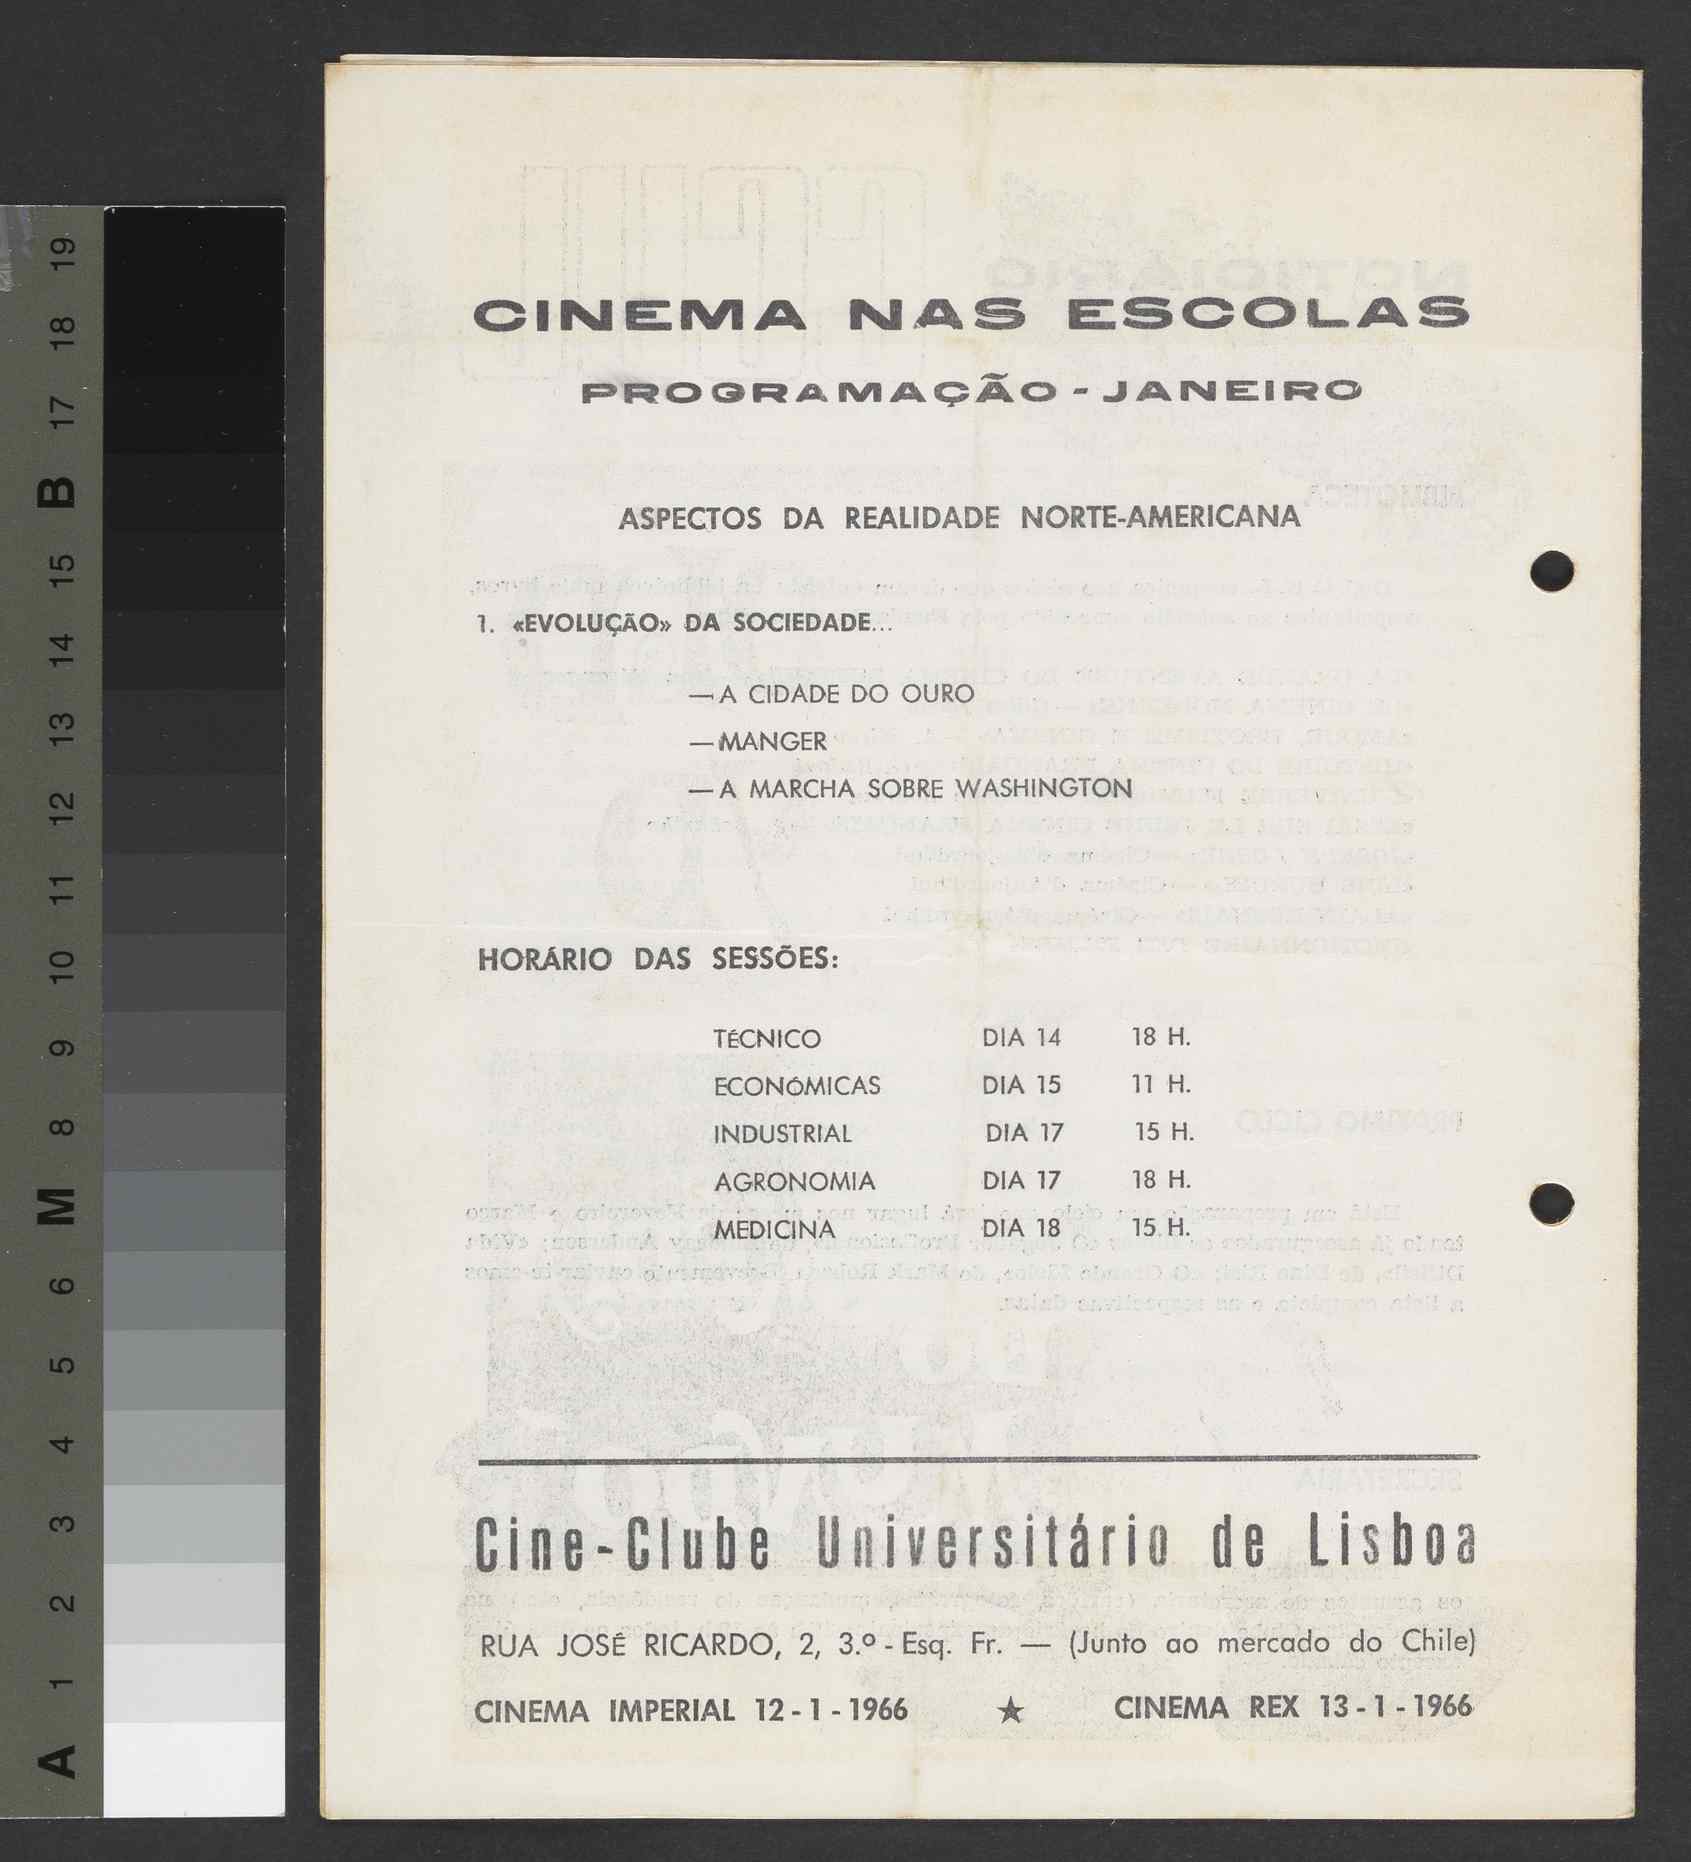 CINEMA NAS ESCOLAS
PROGRAMAÇÃO - JANEIRO
ASPECTOS DA REALIDADE NORTE-AMERICANA
1. «EVOLUÇÃO» DA SOCIEDADE...
— A CIDADE DO OURO
— MANGER
— A MARCHA SOBRE WASHINGTON
HORÁRIO DAS SESSÕES:
TÉCNICO DIA 14 18 H.
ECONÓMICAS DIA 15 11 H.
INDUSTRIAL DIA 17 15 H.
AGRONOMIA DIA 17 18 H.
MEDICINA DIA 18 15 H.
Cine-Clube Universitário de Lisboa
RUA JOSÉ RICARDO, 2, 3.º - Esq. Fr. — (Junto ao mercado do Chile)
CINEMA IMPERIAL 12 - 1 - 1966 ★ CINEMA REX 13 - 1 - 1966
A 1 2 3 4 5 6 M 8 9 10 11 12 13 14 15 B 17 18 19